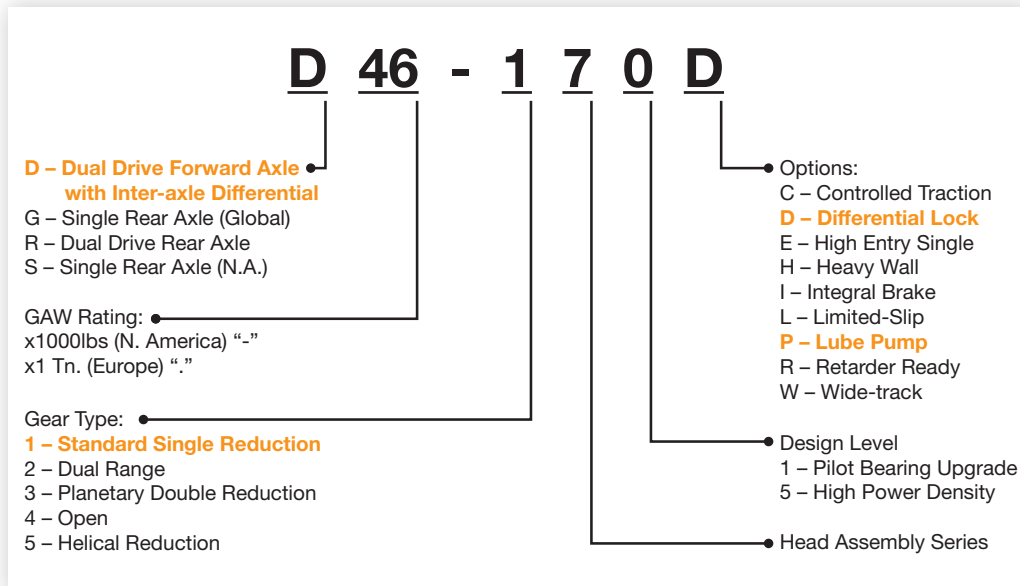 D 46 - 1 7 0 D
D – Dual Drive Forward Axle
with Inter-axle Differential
G – Single Rear Axle (Global)
R – Dual Drive Rear Axle
S – Single Rear Axle (N.A.)
GAW Rating:
x1000lbs (N. America) “-”
x1 Tn. (Europe) “.”
Gear Type:
1 – Standard Single Reduction
2 – Dual Range
3 – Planetary Double Reduction
4 – Open
5 – Helical Reduction
Options:
C – Controlled Traction
D – Differential Lock
E – High Entry Single
H – Heavy Wall
I – Integral Brake
L – Limited-Slip
P – Lube Pump
R – Retarder Ready
W – Wide-track
Design Level
1 – Pilot Bearing Upgrade
5 – High Power Density
Head Assembly Series